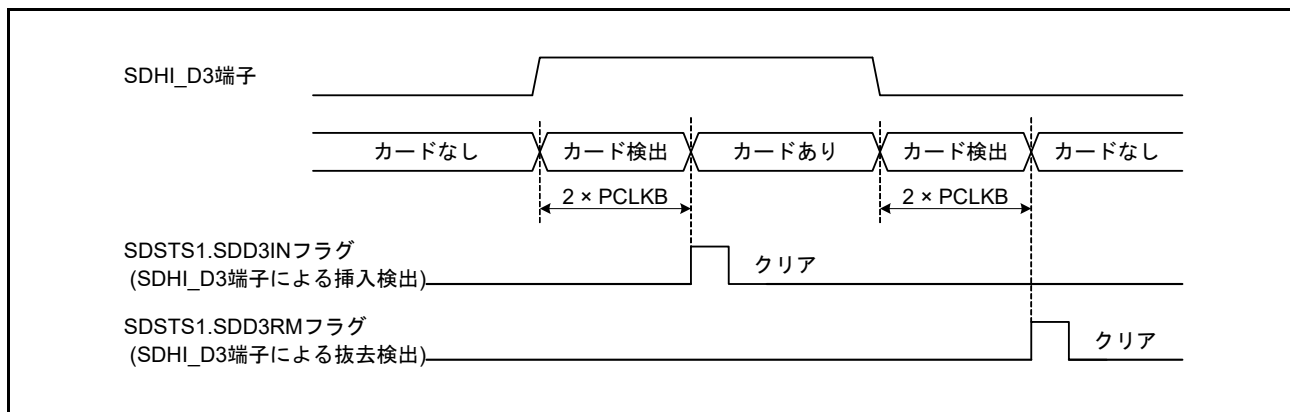 SDHI_D3端子
カードなし カード検出 カードあり カード検出 カードなし
2 × PCLKB 2 × PCLKB
SDSTS1.SDD3INフラグ
(SDHI_D3端子による挿入検出) クリア
SDSTS1.SDD3RMフラグ
(SDHI_D3端子による抜去検出) クリア